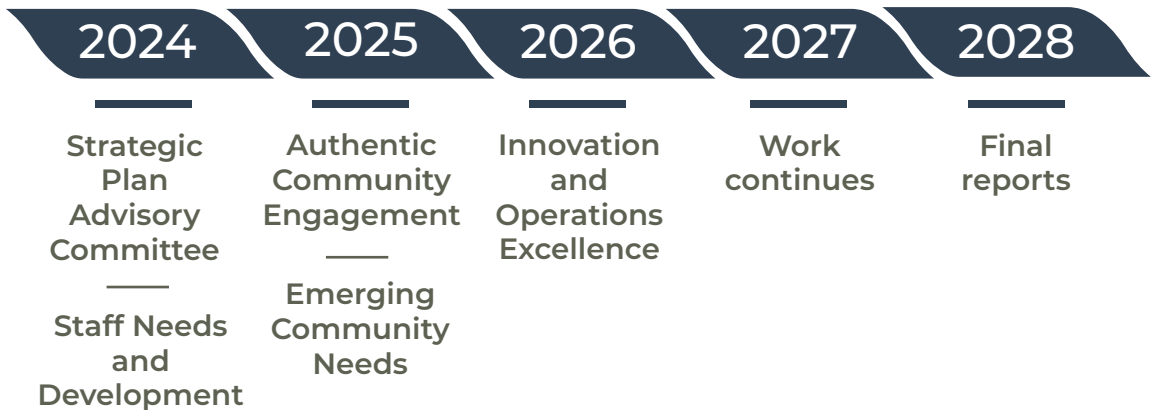 2024
Strategic
Plan
Advisory
Committee
Staff Needs
and
Development
2025
Authentic
Community
Engagement
Emerging
Community
Needs
2026
Innovation
and
Operations
Excellence
2027
Work
continues
2028
Final
reports